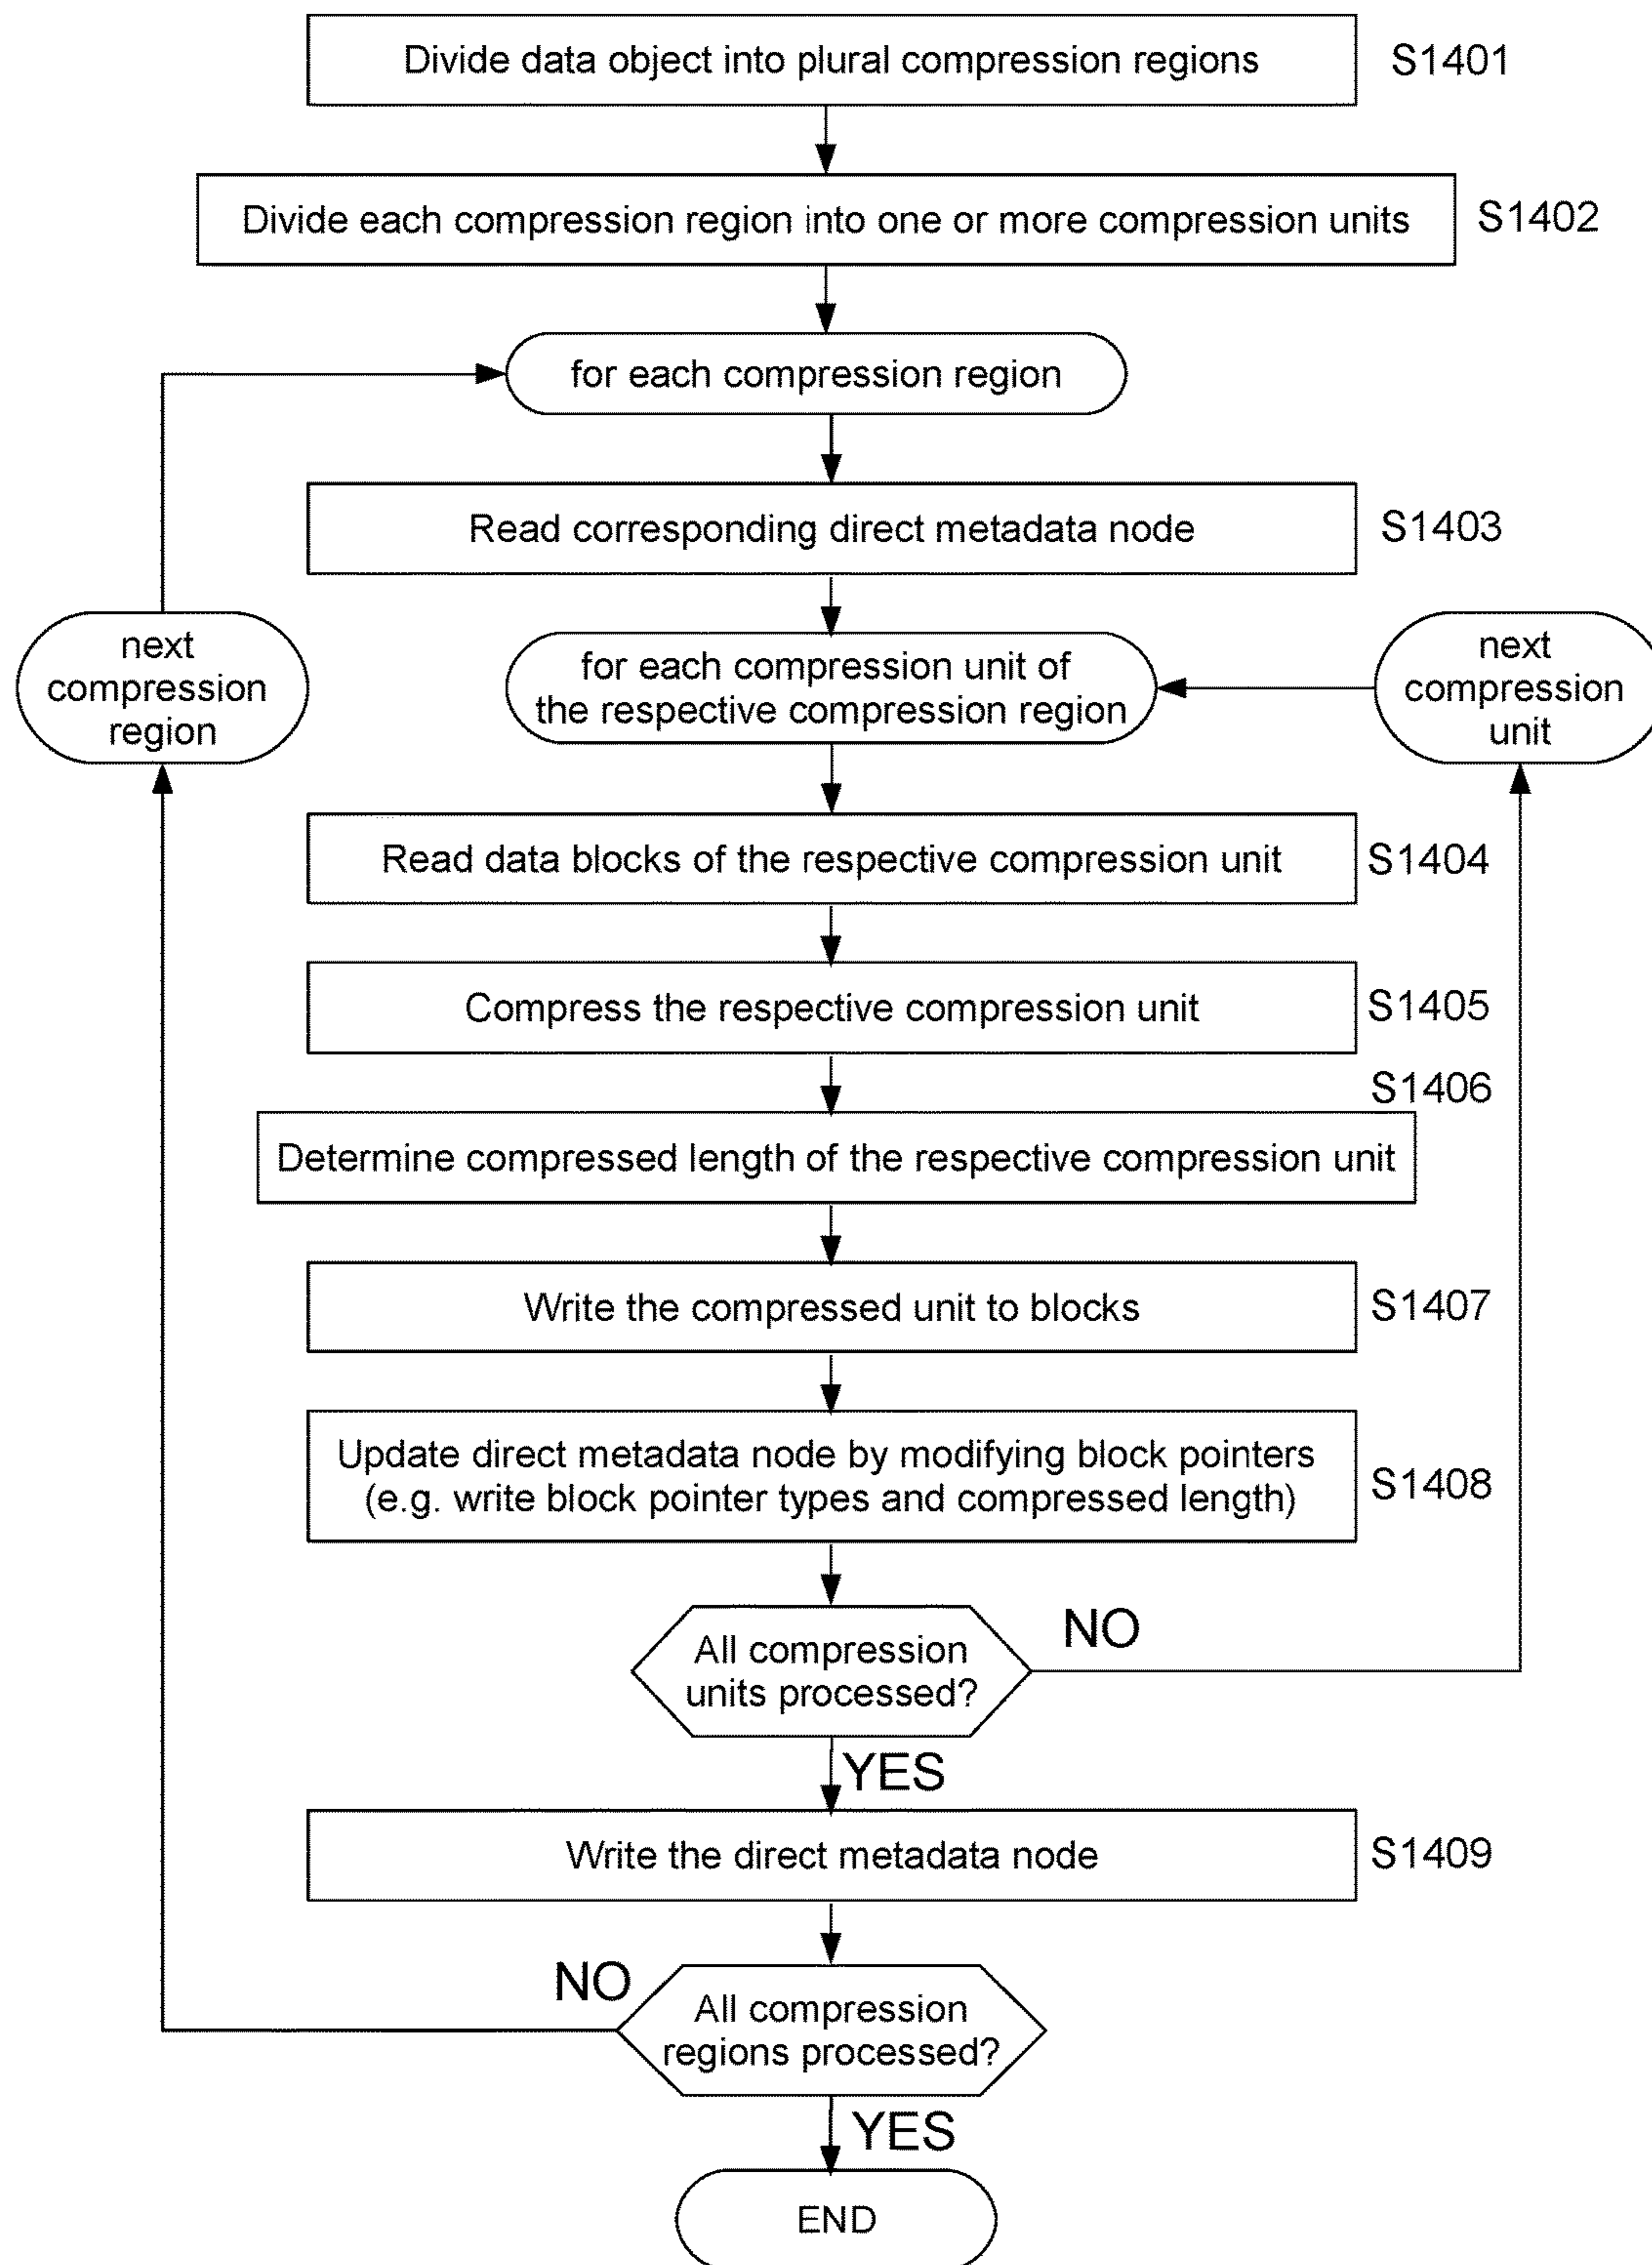 Divide data object into plural compression regions
S1401
Divide each compression region into one or more compression units
S1402
for each compression region
Read corresponding direct metadata node
S1403
next
compression
region
for each compression unit of
the respective compression region
next
compression
unit
Read data blocks of the respective compression unit
S1404
Compress the respective compression unit
S1405
S1406
Determine compressed length of the respective compression unit
Write the compressed unit to blocks
S1407
Update direct metadata node by modifying block pointers
(e.g. write block pointer types and compressed length)
S1408
All compression
units processed?
NO
YES
Write the direct metadata node
S1409
NO
All compression
regions processed?
YES
END